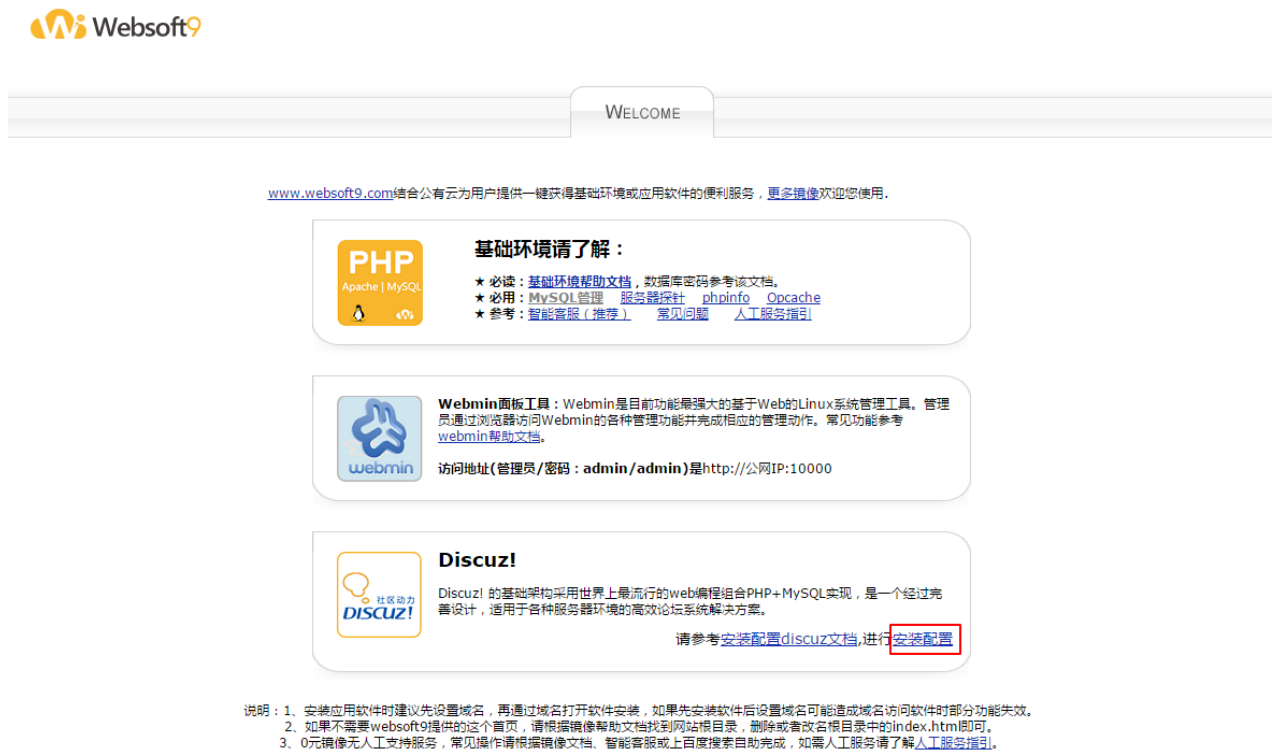 Websoft9
WELCOME
www.websoft9.com结合公有云为用户提供一键获得基础环境或应用软件的便利服务，更多镜像欢迎您使用.
PHP
Apache | MySQL
基础环境请了解：
★ 必读：基础环境帮助文档，数据库密码参考该文档。
★ 必用：MySQL管理 服务器探针 phpinfo Opcache
★ 参考：智能客服（推荐） 常见问题 人工服务指引
webmin
Webmin面板工具：Webmin是目前功能最强大的基于Web的Linux系统管理工具。管理
员通过浏览器访问Webmin的各种管理功能并完成相应的管理动作。常见功能参考
webmin帮助文档。
访问地址(管理员/密码：admin/admin)是http://公网IP:10000
社区动力
DISCUZ!
Discuz!
Discuz! 的基础架构采用世界上最流行的web编程组合PHP+MySQL实现，是一个经过完
善设计，适用于各种服务器环境的高效论坛系统解决方案。
请参考安装配置discuz文档,进行安装配置
说明：1、安装应用软件时建议先设置域名，再通过域名打开软件安装，如果先安装软件后设置域名可能造成域名访问软件时部分功能失效。
2、如果不需要websoft9提供的这个首页，请根据镜像帮助文档找到网站根目录，删除或者改名根目录中的index.html即可。
3、0元镜像无人工支持服务，常见操作请根据镜像文档、智能客服或上百度搜索自助完成，如需人工服务请了解人工服务指引。